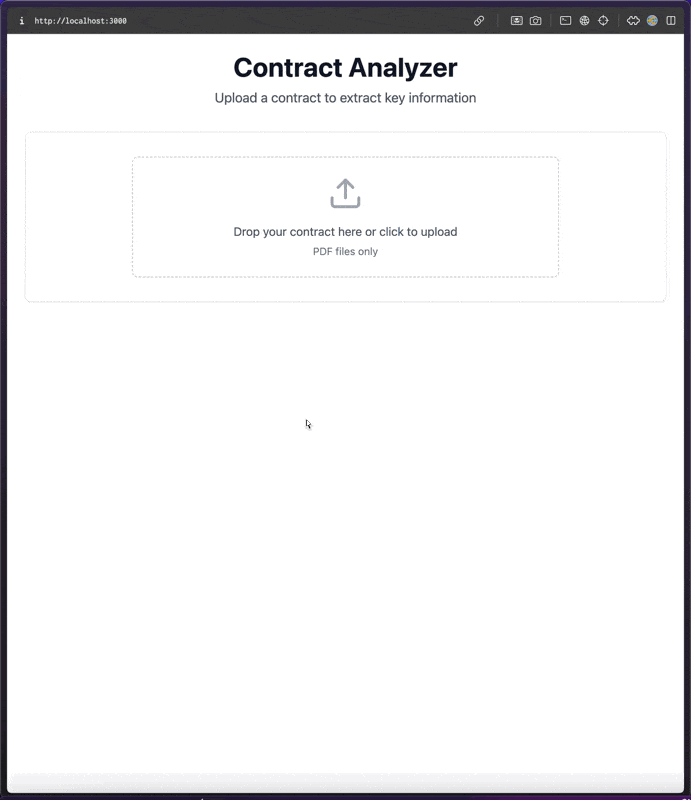 i http://localhost:3000
Contract Analyzer
Upload a contract to extract key information
Drop your contract here or click to upload
PDF files only